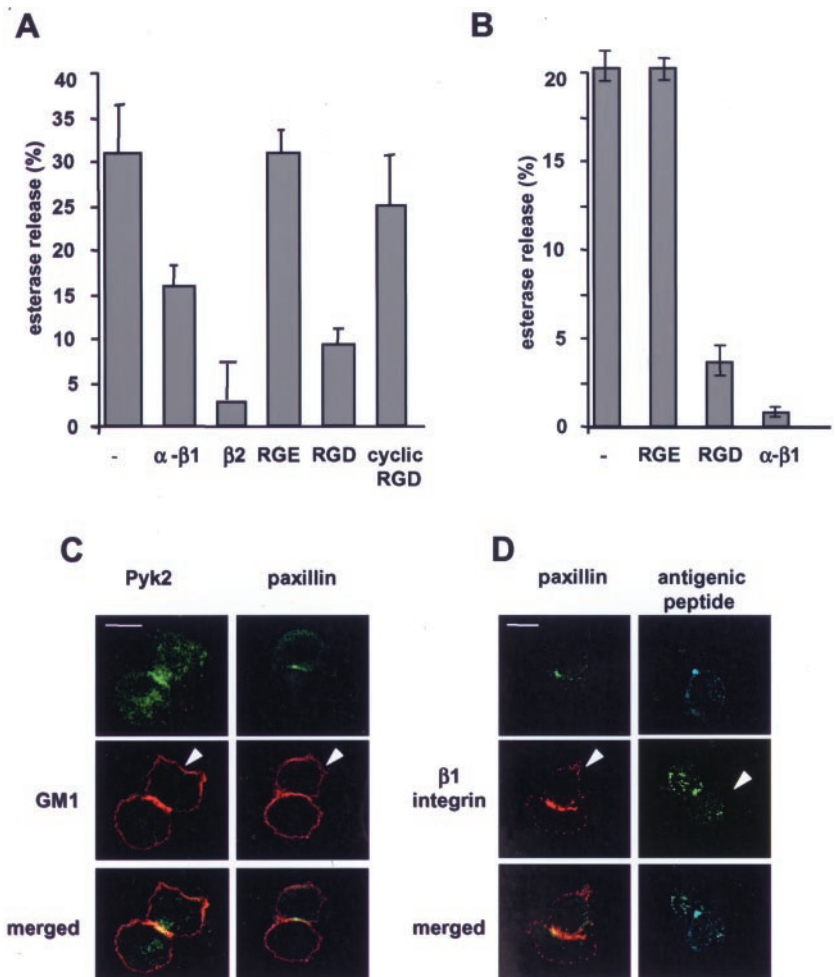 A
esterase release (%)
40
35
30
25
20
15
10
5
0
-
α-β1
β2
RGE
RGD
cyclic
RGD
B
esterase release (%)
20
15
10
5
0
-
RGE
RGD
α-β1
C
Pyk2
paxillin
GM1
merged
D
paxillin
antigenic
peptide
β1
integrin
merged